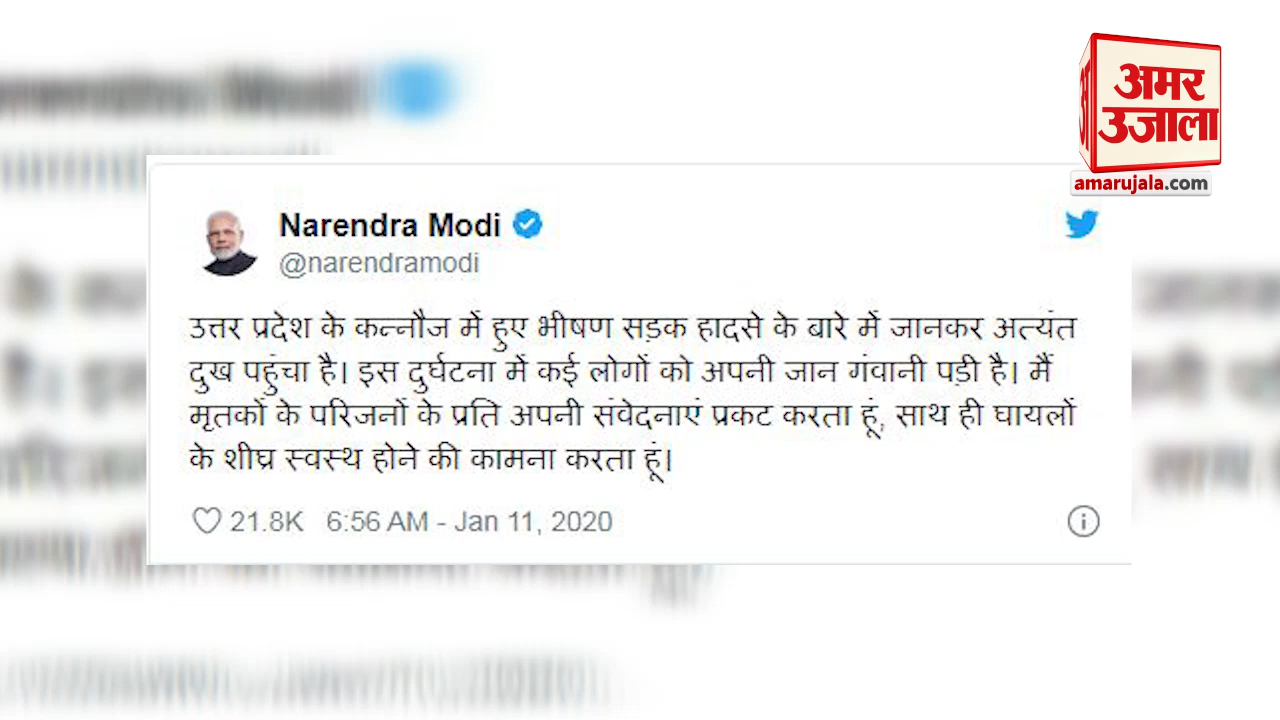 अमर
उजाला
amarujala.com
Narendra Modi
@narendramodi
उत्तर प्रदेश के कन्नौज में हुए भीषण सड़क हादसे के बारे में जानकर अत्यंत
दुख पहुंचा है। इस दुर्घटना में कई लोगों को अपनी जान गंवानी पड़ी है। मैं
मृतकों के परिजनों के प्रति अपनी संवेदनाएं प्रकट करता हूं, साथ ही घायलों
के शीघ्र स्वस्थ होने की कामना करता हूं।
21.8K 6:56 AM - Jan 11, 2020